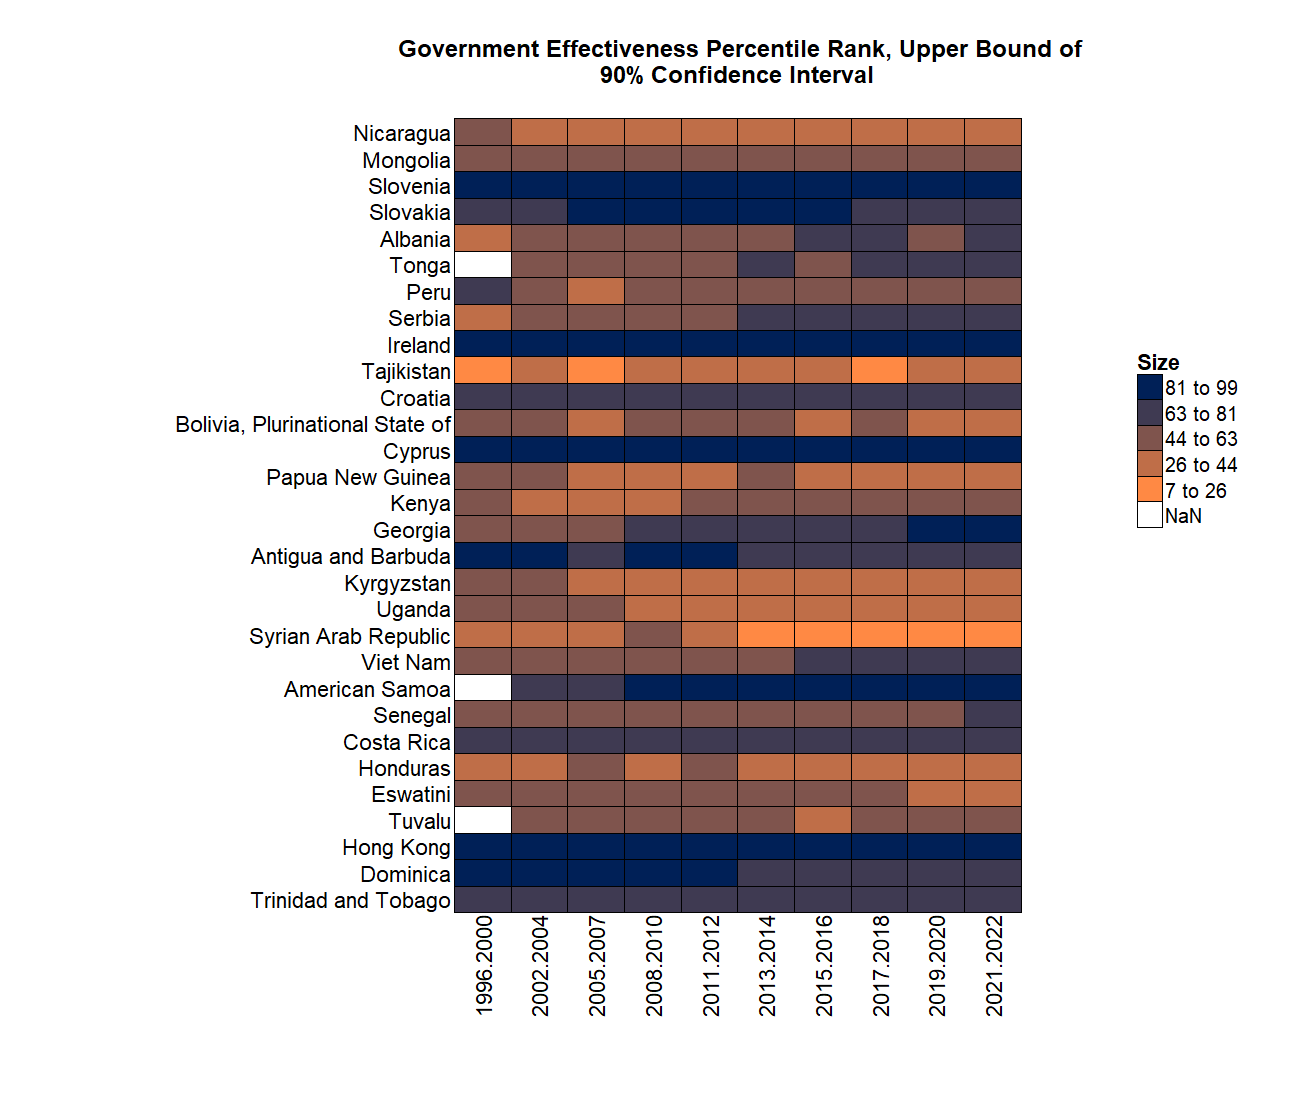 Government Effectiveness Percentile Rank, Upper Bound of
90% Confidence Interval
Nicaragua
Mongolia
Slovenia
Slovakia
Albania
Tonga
Peru
Serbia
Ireland
Tajikistan
Croatia
Bolivia, Plurinational State of
Cyprus
Papua New Guinea
Kenya
Georgia
Antigua and Barbuda
Kyrgyzstan
Uganda
Syrian Arab Republic
Viet Nam
American Samoa
Senegal
Costa Rica
Honduras
Eswatini
Tuvalu
Hong Kong
Dominica
Trinidad and Tobago
1996.2000
2002.2004
2005.2007
2008.2010
2011.2012
2013.2014
2015.2016
2017.2018
2019.2020
2021.2022
Size
81 to 99
63 to 81
44 to 63
26 to 44
7 to 26
NaN